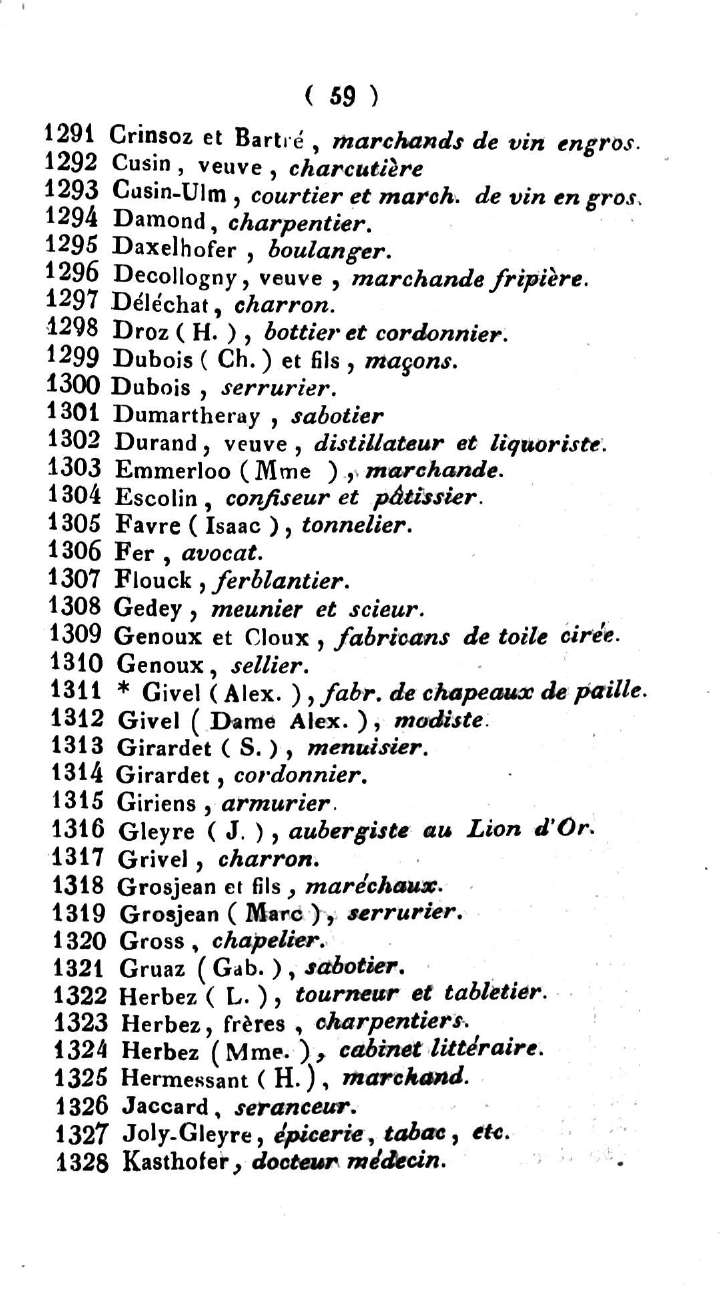 ( 59 )
1291 Crinsoz et Bartré, marchands de vin engros.
1292 Cusin, veuve, charcutière
1293 Cusin-Ulm, courtier et march. de vin en gros.
1294 Damond, charpentier.
1295 Daxelhofer, boulanger.
1296 Decollogny, veuve, marchande fripière.
1297 Déléchat, charron.
1298 Droz ( H. ), bottier et cordonnier.
1299 Dubois ( Ch. ) et fils, maçons.
1300 Dubois, serrurier.
1301 Dumartheray, sabotier
1302 Durand, veuve, distillateur et liquoriste.
1303 Emmerloo ( Mme ), marchande.
1304 Escolin, confiseur et pâtissier.
1305 Favre ( Isaac ), tonnelier.
1306 Fer, avocat.
1307 Flouck, ferblantier.
1308 Gedey, meunier et scieur.
1309 Genoux et Cloux, fabricans de toile cirée.
1310 Genoux, sellier.
1311 * Givel ( Alex. ), fabr. de chapeaux de paille.
1312 Givel ( Dame Alex. ), modiste.
1313 Girardet ( S. ), menuisier.
1314 Girardet, cordonnier.
1315 Giriens, armurier.
1316 Gleyre ( J. ), aubergiste au Lion d'Or.
1317 Grivel, charron.
1318 Grosjean et fils, maréchaux.
1319 Grosjean ( Marc ), serrurier.
1320 Gross, chapelier.
1321 Gruaz ( Gab. ), sabotier.
1322 Herbez ( L. ), tourneur et tabletier.
1323 Herbez, frères, charpentiers.
1324 Herbez ( Mme. ), cabinet littéraire.
1325 Hermessant ( H. ), marchand.
1326 Jaccard, seranceur.
1327 Joly-Gleyre, épicerie, tabac, etc.
1328 Kasthofer, docteur médecin.